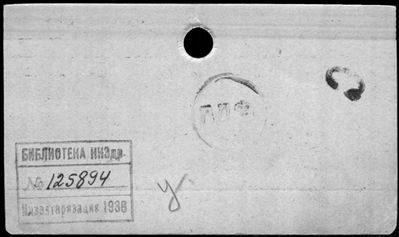 БИБЛИОТЕКА ИНЗдр.
№ 125894
Инвентаризация 1938
у